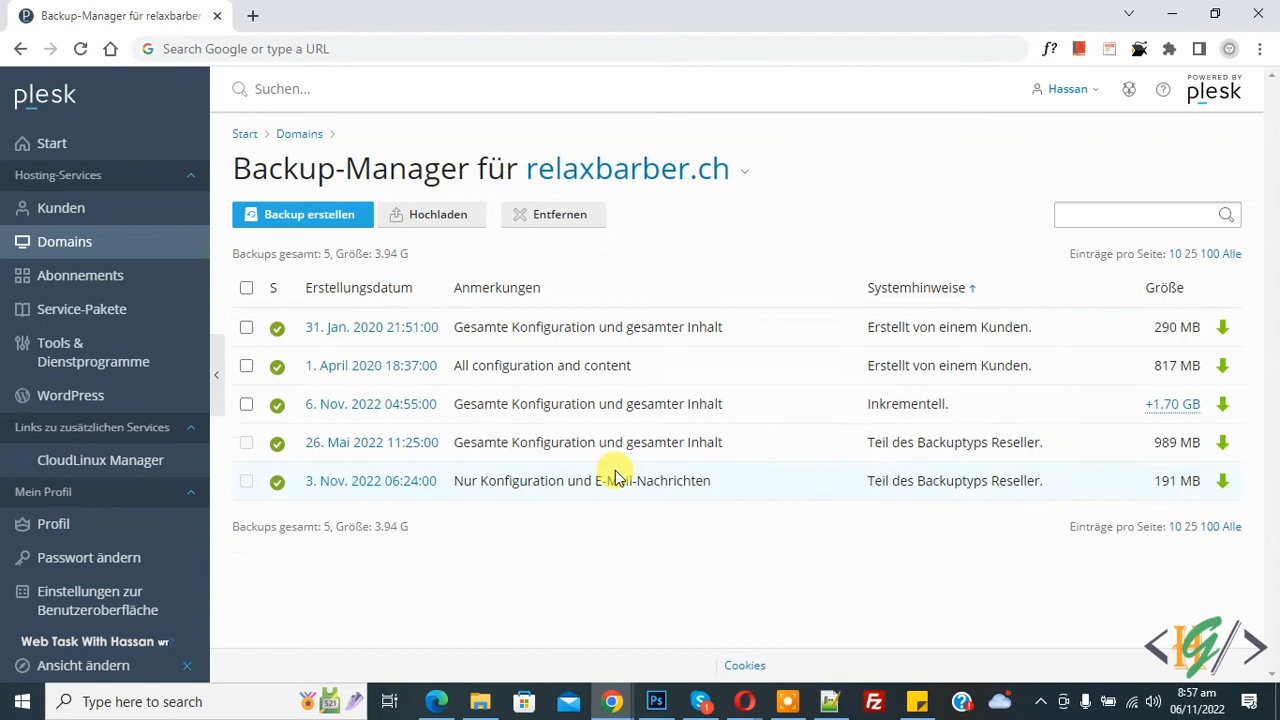 Backup-Manager für relaxbarber
Search Google or type a URL
f?
plesk
Suchen...
Hassan
POWERED BY
plesk
Start
Hosting-Services
Kunden
Domains
Abonnements
Service-Pakete
Tools &
Dienstprogramme
WordPress
Links zu zusätzlichen Services
CloudLinux Manager
Mein Profil
Profil
Passwort ändern
Einstellungen zur
Benutzeroberfläche
Web Task With Hassan WT
Ansicht ändern
Start > Domains >
Backup-Manager für relaxbarber.ch
Backup erstellen Hochladen Entfernen
Backups gesamt: 5, Größe: 3.94 G Einträge pro Seite: 10 25 100 Alle
S Erstellungsdatum Anmerkungen Systemhinweise ↑ Größe
31. Jan. 2020 21:51:00 Gesamte Konfiguration und gesamter Inhalt Erstellt von einem Kunden. 290 MB
1. April 2020 18:37:00 All configuration and content Erstellt von einem Kunden. 817 MB
6. Nov. 2022 04:55:00 Gesamte Konfiguration und gesamter Inhalt Inkrementell. +1.70 GB
26. Mai 2022 11:25:00 Gesamte Konfiguration und gesamter Inhalt Teil des Backuptyps Reseller. 989 MB
3. Nov. 2022 06:24:00 Nur Konfiguration und E-Mail-Nachrichten Teil des Backuptyps Reseller. 191 MB
Backups gesamt: 5, Größe: 3.94 G Einträge pro Seite: 10 25 100 Alle
Cookies
Type here to search
Ps
8:57 am
06/11/2022